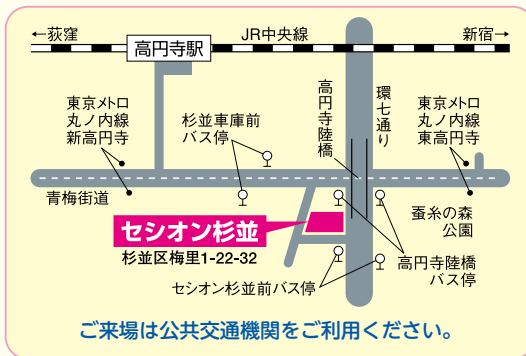 ←荻窪
高円寺駅
JR中央線
新宿→
東京メトロ
丸ノ内線
新高円寺
杉並車庫前
バス停
高円寺陸橋
環七通り
東京メトロ
丸ノ内線
東高円寺
青梅街道
蚕糸の森
公園
セシオン杉並
杉並区梅里1-22-32
高円寺陸橋
バス停
セシオン杉並前バス停
ご来場は公共交通機関をご利用ください。